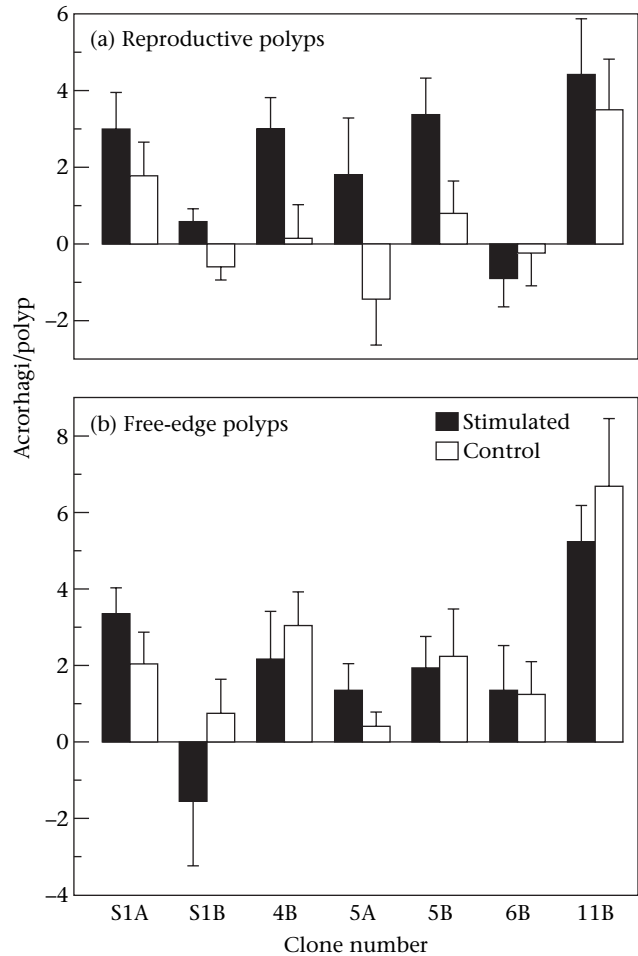 6
(a) Reproductive polyps
4
2
0
−2
Acrorhagi/polyp
(b) Free-edge polyps
Stimulated
Control
8
6
4
2
0
−2
−4
S1A S1B 4B 5A 5B 6B 11B
Clone number